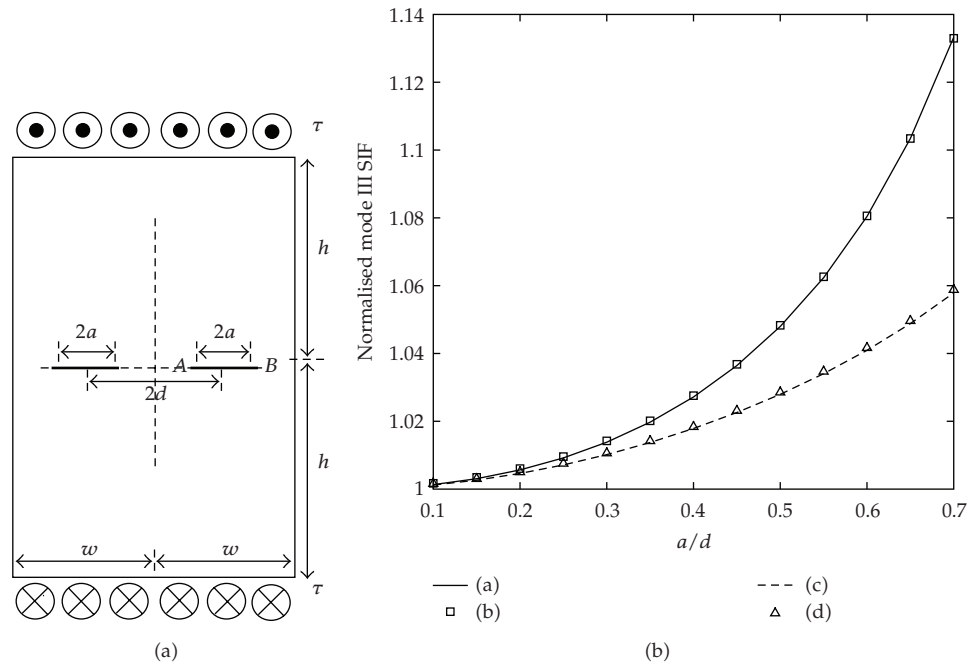 τ
h
2a
2a
A
B
2d
h
w
w
τ
(a)
Normalised mode III SIF
1.14
1.12
1.1
1.08
1.06
1.04
1.02
1
0.1 0.2 0.3 0.4 0.5 0.6 0.7
a/d
(a) (c)
(b) (d)
(b)